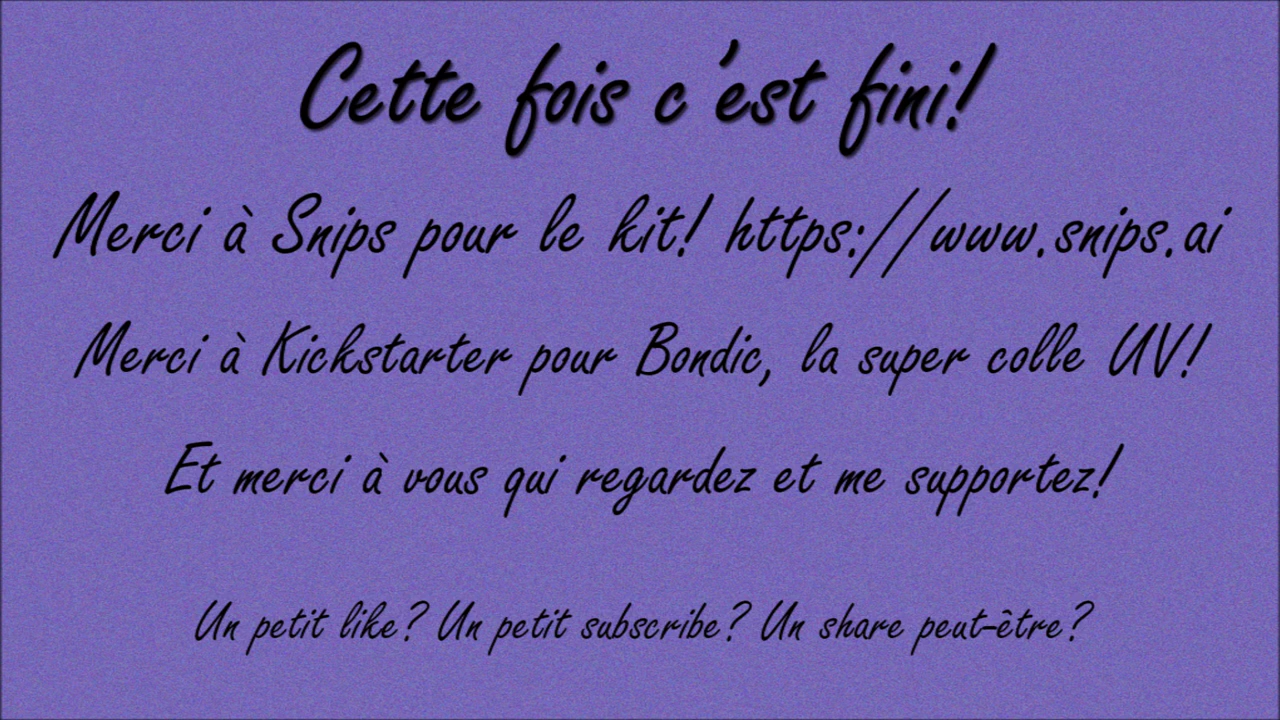 Cette fois c'est fini!
Merci à Snips pour le kit! https://www.snips.ai
Merci à Kickstarter pour Bondic, la super colle UV!
Et merci à vous qui regardez et me supportez!
Un petit like? Un petit subscribe? Un share peut-être?